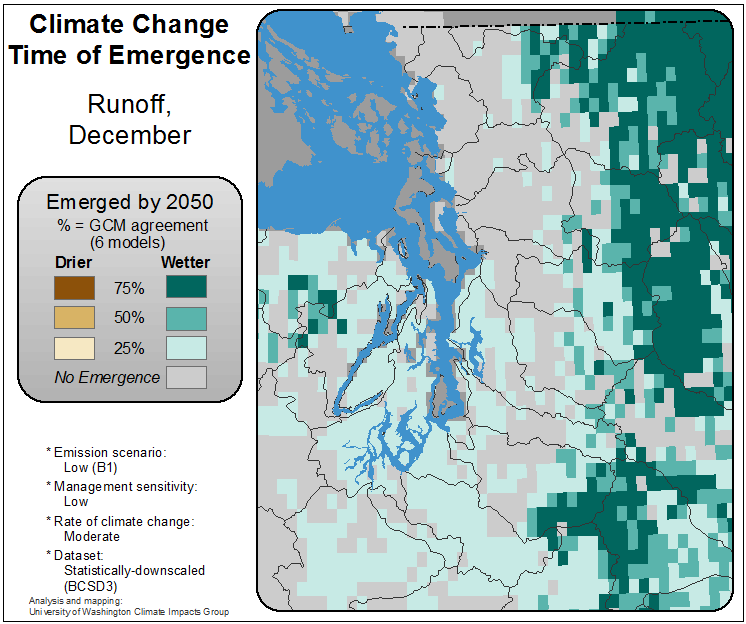 Climate Change
Time of Emergence
Runoff,
December
Emerged by 2050
% = GCM agreement
(6 models)
Drier Wetter
75%
50%
25%
No Emergence
* Emission scenario:
Low (B1)
* Management sensitivity:
Low
* Rate of climate change:
Moderate
* Dataset:
Statistically-downscaled
(BCSD3)
Analysis and mapping:
University of Washington Climate Impacts Group